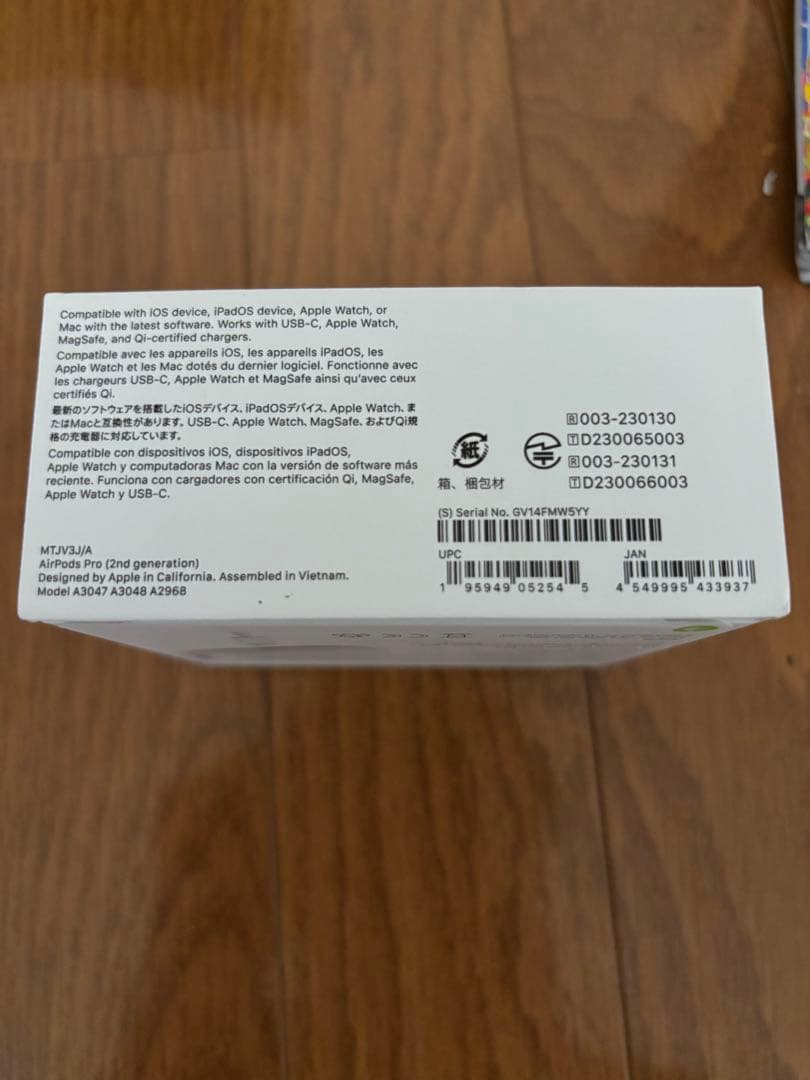 Compatible with iOS device, iPadOS device, Apple Watch, or
Mac with the latest software. Works with USB-C, Apple Watch,
MagSafe, and Qi-certified chargers.
Compatible avec les appareils iOS, les appareils iPadOS, les
Apple Watch et les Mac dotés du dernier logiciel. Fonctionne avec
les chargeurs USB-C, Apple Watch et MagSafe ainsi qu'avec ceux
certifiés Qi.
最新のソフトウェアを搭載したiOSデバイス、iPadOSデバイス、Apple Watch、ま
たはMacと互換性があります。USB-C、Apple Watch、MagSafe、およびQi規
格の充電器に対応しています。
Compatible con dispositivos iOS, dispositivos iPadOS,
Apple Watch y computadoras Mac con la versión de software más
reciente. Funciona con cargadores con certificación Qi, MagSafe,
Apple Watch y USB-C.
MTJV3J/A
AirPods Pro (2nd generation)
Designed by Apple in California. Assembled in Vietnam.
Model A3047 A3048 A2968
紙
箱、梱包材
R 003-230130
T D230065003
R 003-230131
T D230066003
(S) Serial No. GV14FMW5YY
UPC
1 95949 05254 5
JAN
4 549995 433937